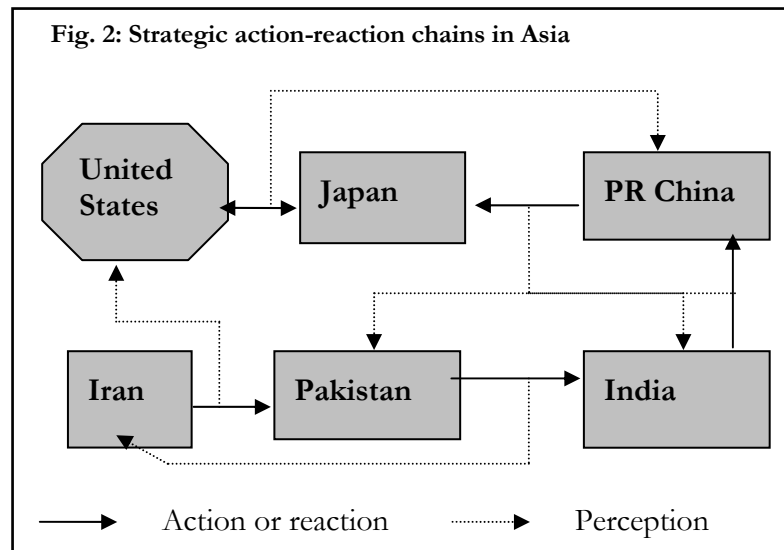 Fig. 2: Strategic action-reaction chains in Asia
United
States
Japan
PR China
Iran
Pakistan
India
Action or reaction
Perception